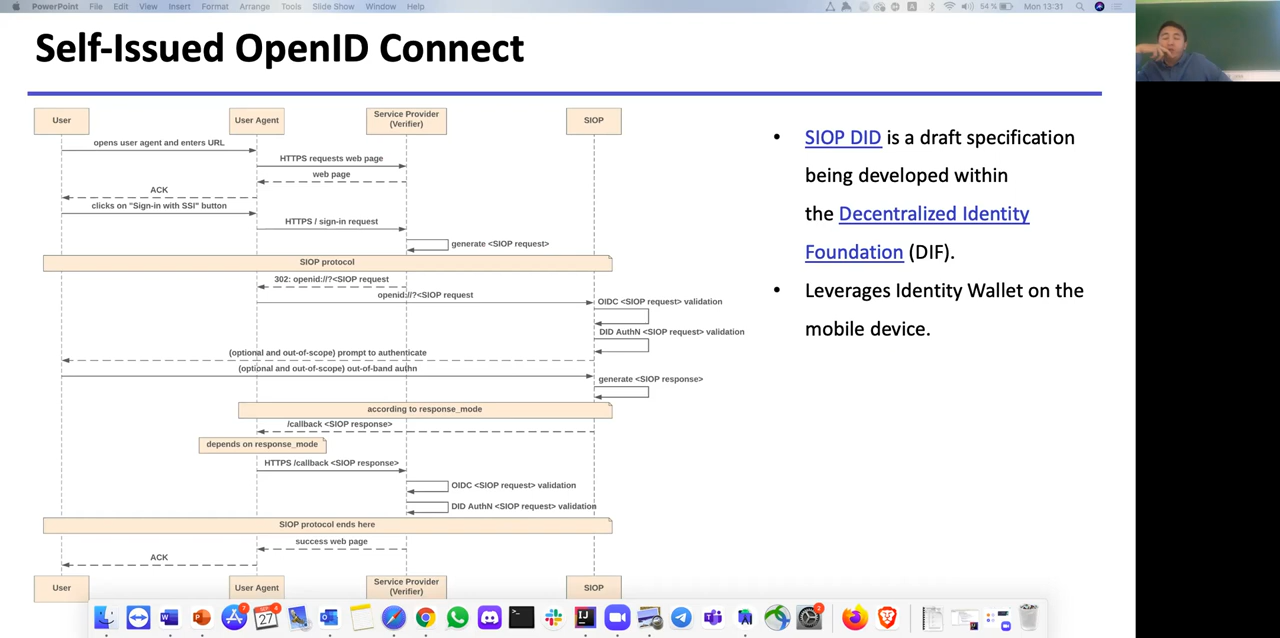 PowerPoint File Edit View Insert Format Arrange Tools Slide Show Window Help 54% Mon 13:31
Self-Issued OpenID Connect
User User Agent Service Provider (Verifier) SIOP
opens user agent and enters URL
HTTPS requests web page
web page
ACK
clicks on "Sign-in with SSI" button
HTTPS / sign-in request
generate <SIOP request>
SIOP protocol
302: openid://?<SIOP request
openid://?<SIOP request
OIDC <SIOP request> validation
DID AuthN <SIOP request> validation
(optional and out-of-scope) prompt to authenticate
(optional and out-of-scope) out-of-band authn
generate <SIOP response>
according to response_mode
/callback <SIOP response>
depends on response_mode
HTTPS /callback <SIOP response>
OIDC <SIOP request> validation
DID AuthN <SIOP request> validation
SIOP protocol ends here
success web page
ACK
User User Agent Service Provider (Verifier) SIOP
• SIOP DID is a draft specification
being developed within
the Decentralized Identity
Foundation (DIF).
• Leverages Identity Wallet on the
mobile device.